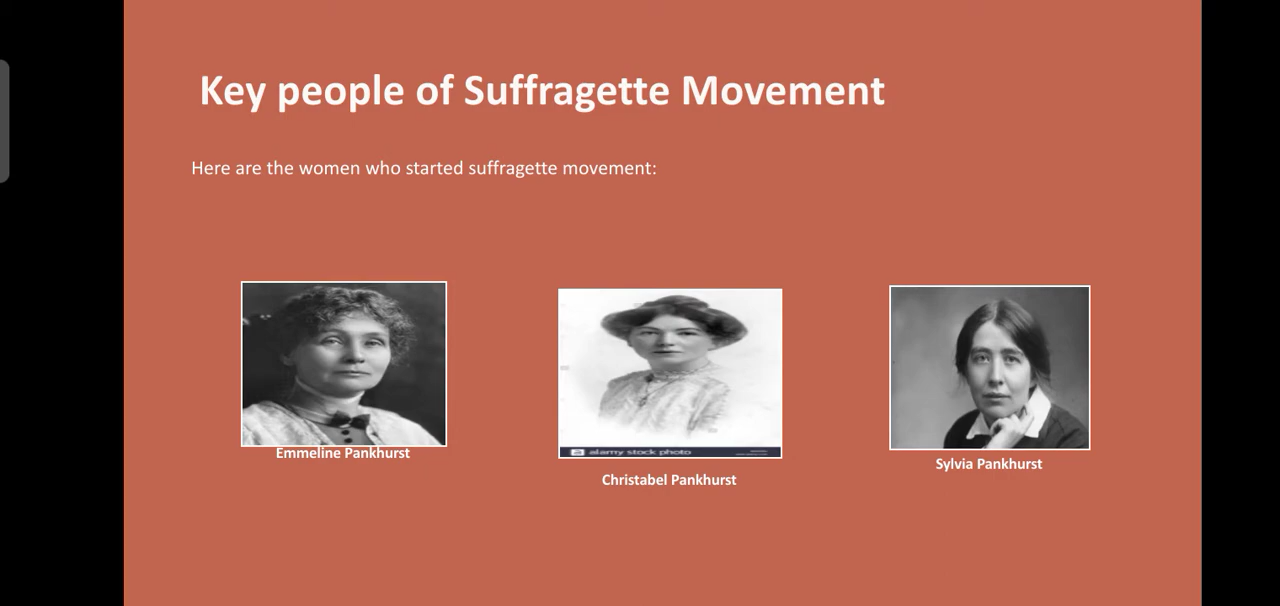 Key people of Suffragette Movement
Here are the women who started suffragette movement:
a alamy stock photo
Emmeline Pankhurst
Sylvia Pankhurst
Christabel Pankhurst